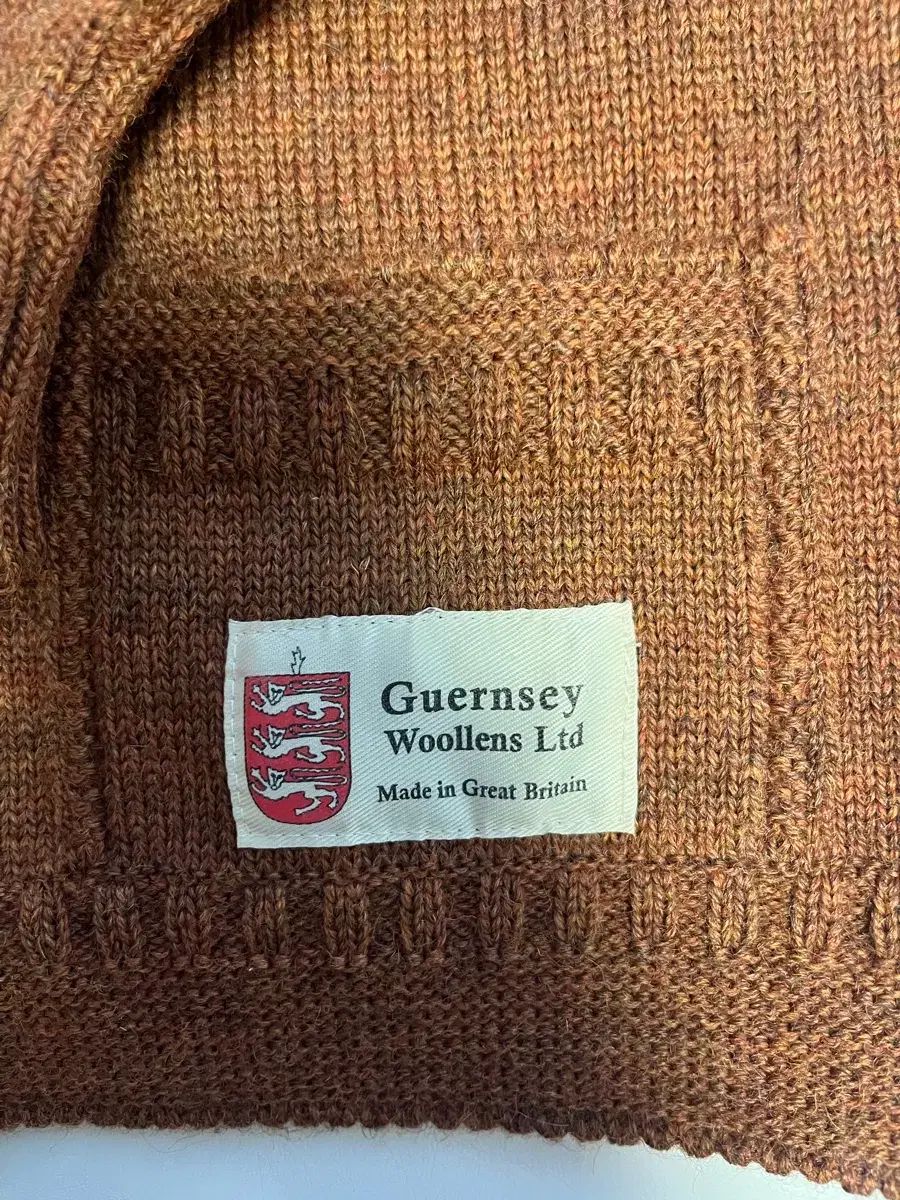 Guernsey
Woollens Ltd
Made in Great Britain